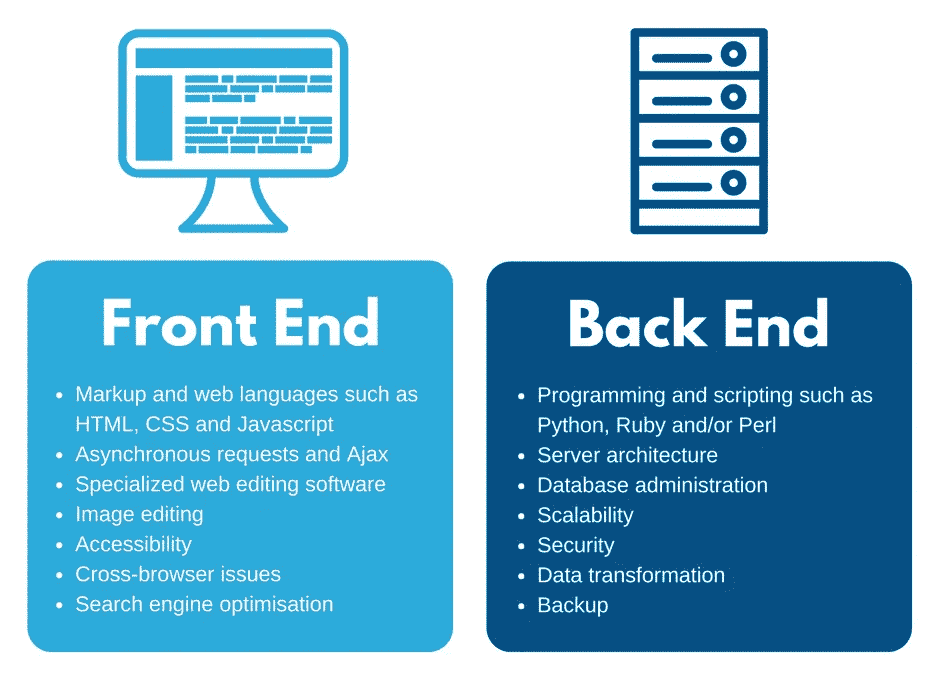 Front End
• Markup and web languages such as
HTML, CSS and Javascript
• Asynchronous requests and Ajax
• Specialized web editing software
• Image editing
• Accessibility
• Cross-browser issues
• Search engine optimisation
Back End
• Programming and scripting such as
Python, Ruby and/or Perl
• Server architecture
• Database administration
• Scalability
• Security
• Data transformation
• Backup